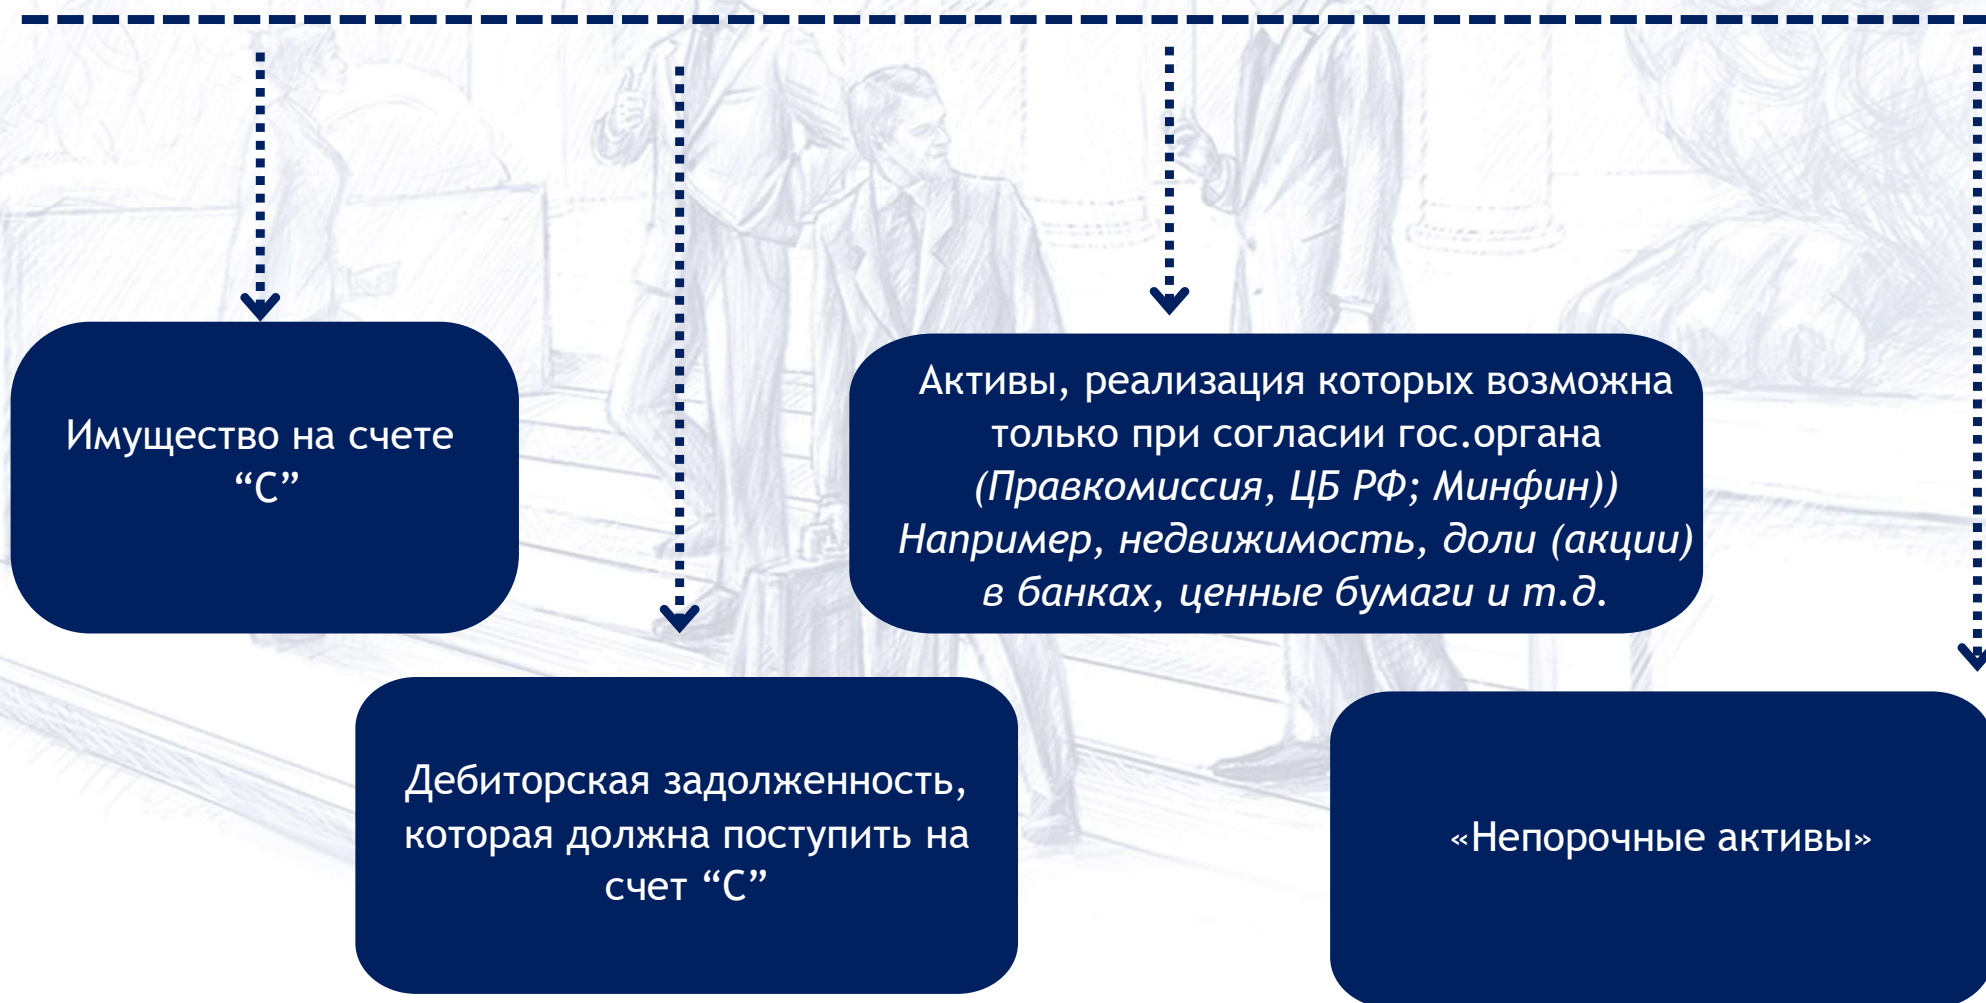 Имущество на счете
“С”
Дебиторская задолженность,
которая должна поступить на
счет “С”
Активы, реализация которых возможна
только при согласии гос.органа
(Правкомиссия, ЦБ РФ; Минфин))
Например, недвижимость, доли (акции)
в банках, ценные бумаги и т.д.
«Непорочные активы»